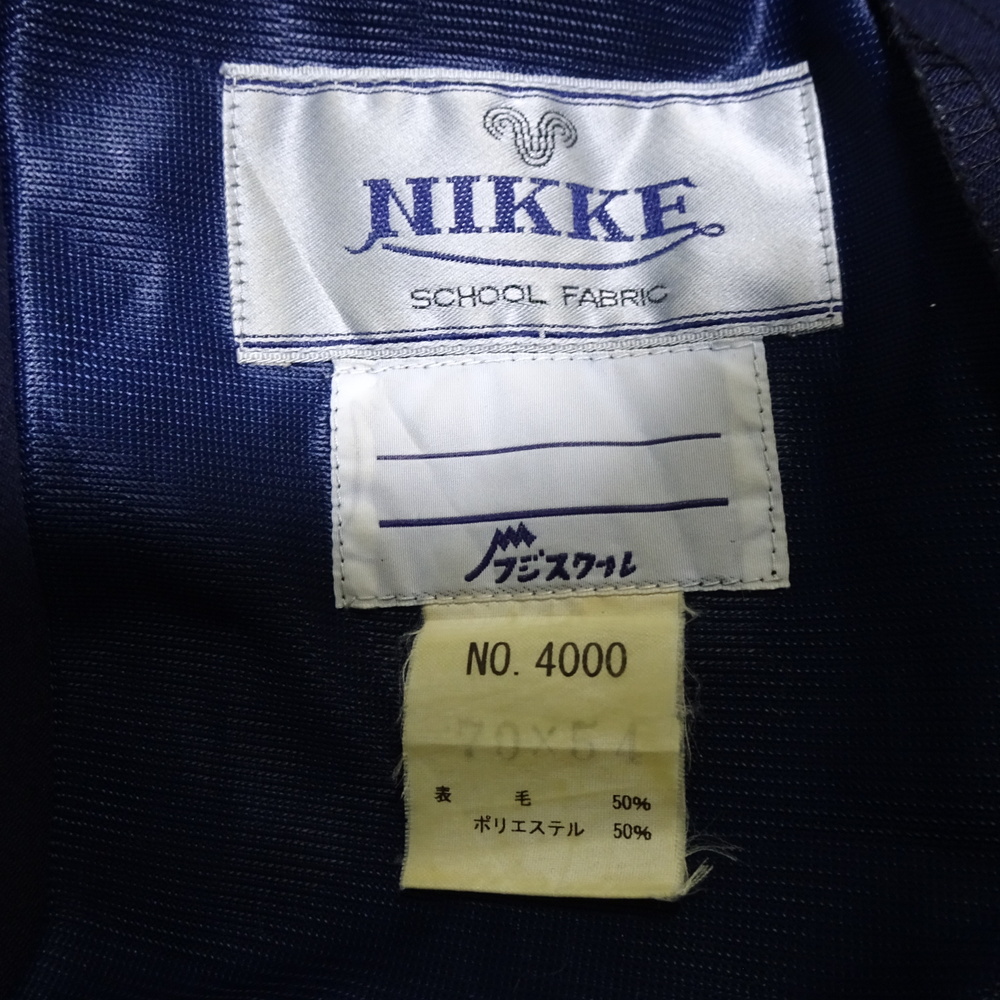 NIKKE
SCHOOL FABRIC
フジスクール
NO. 4000
70×54
表 毛 50%
ポリエステル 50%